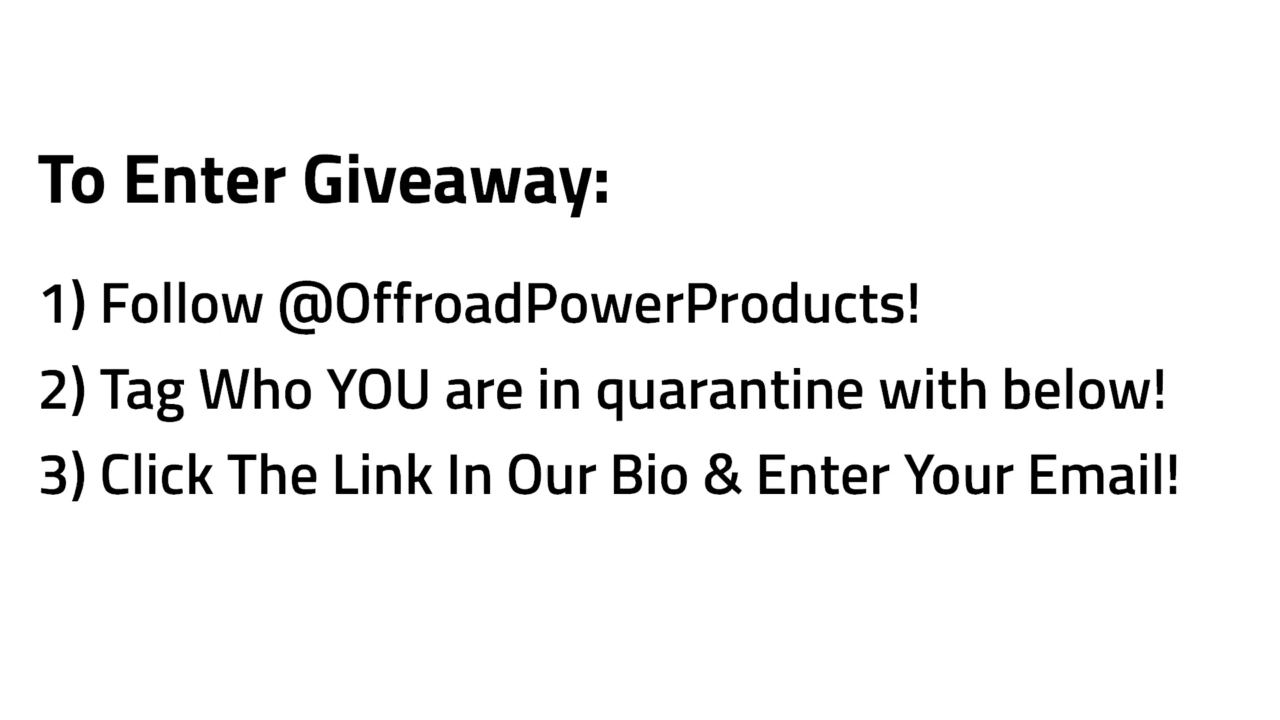 To Enter Giveaway:
1) Follow @OffroadPowerProducts!
2) Tag Who YOU are in quarantine with below!
3) Click The Link In Our Bio & Enter Your Email!